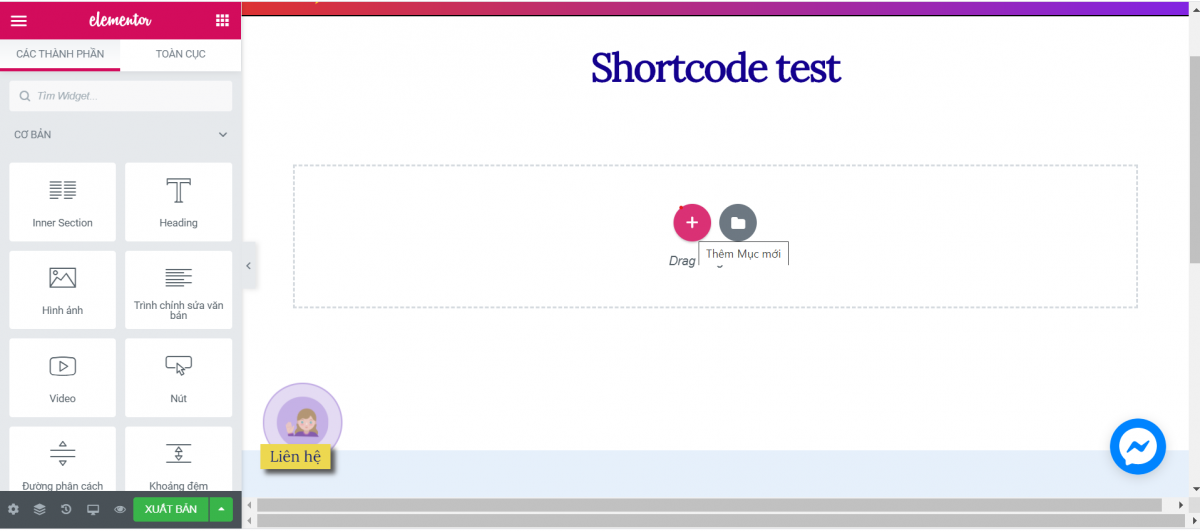 elementor
CÁC THÀNH PHẦN
TOÀN CỤC
Tìm Widget...
CƠ BẢN
Inner Section
Heading
Hình ảnh
Trình chỉnh sửa văn
bản
Video
Nút
Đường phân cách
Khoảng đệm
XUẤT BẢN
Shortcode test
Thêm Mục mới
Drag
Liên hệ